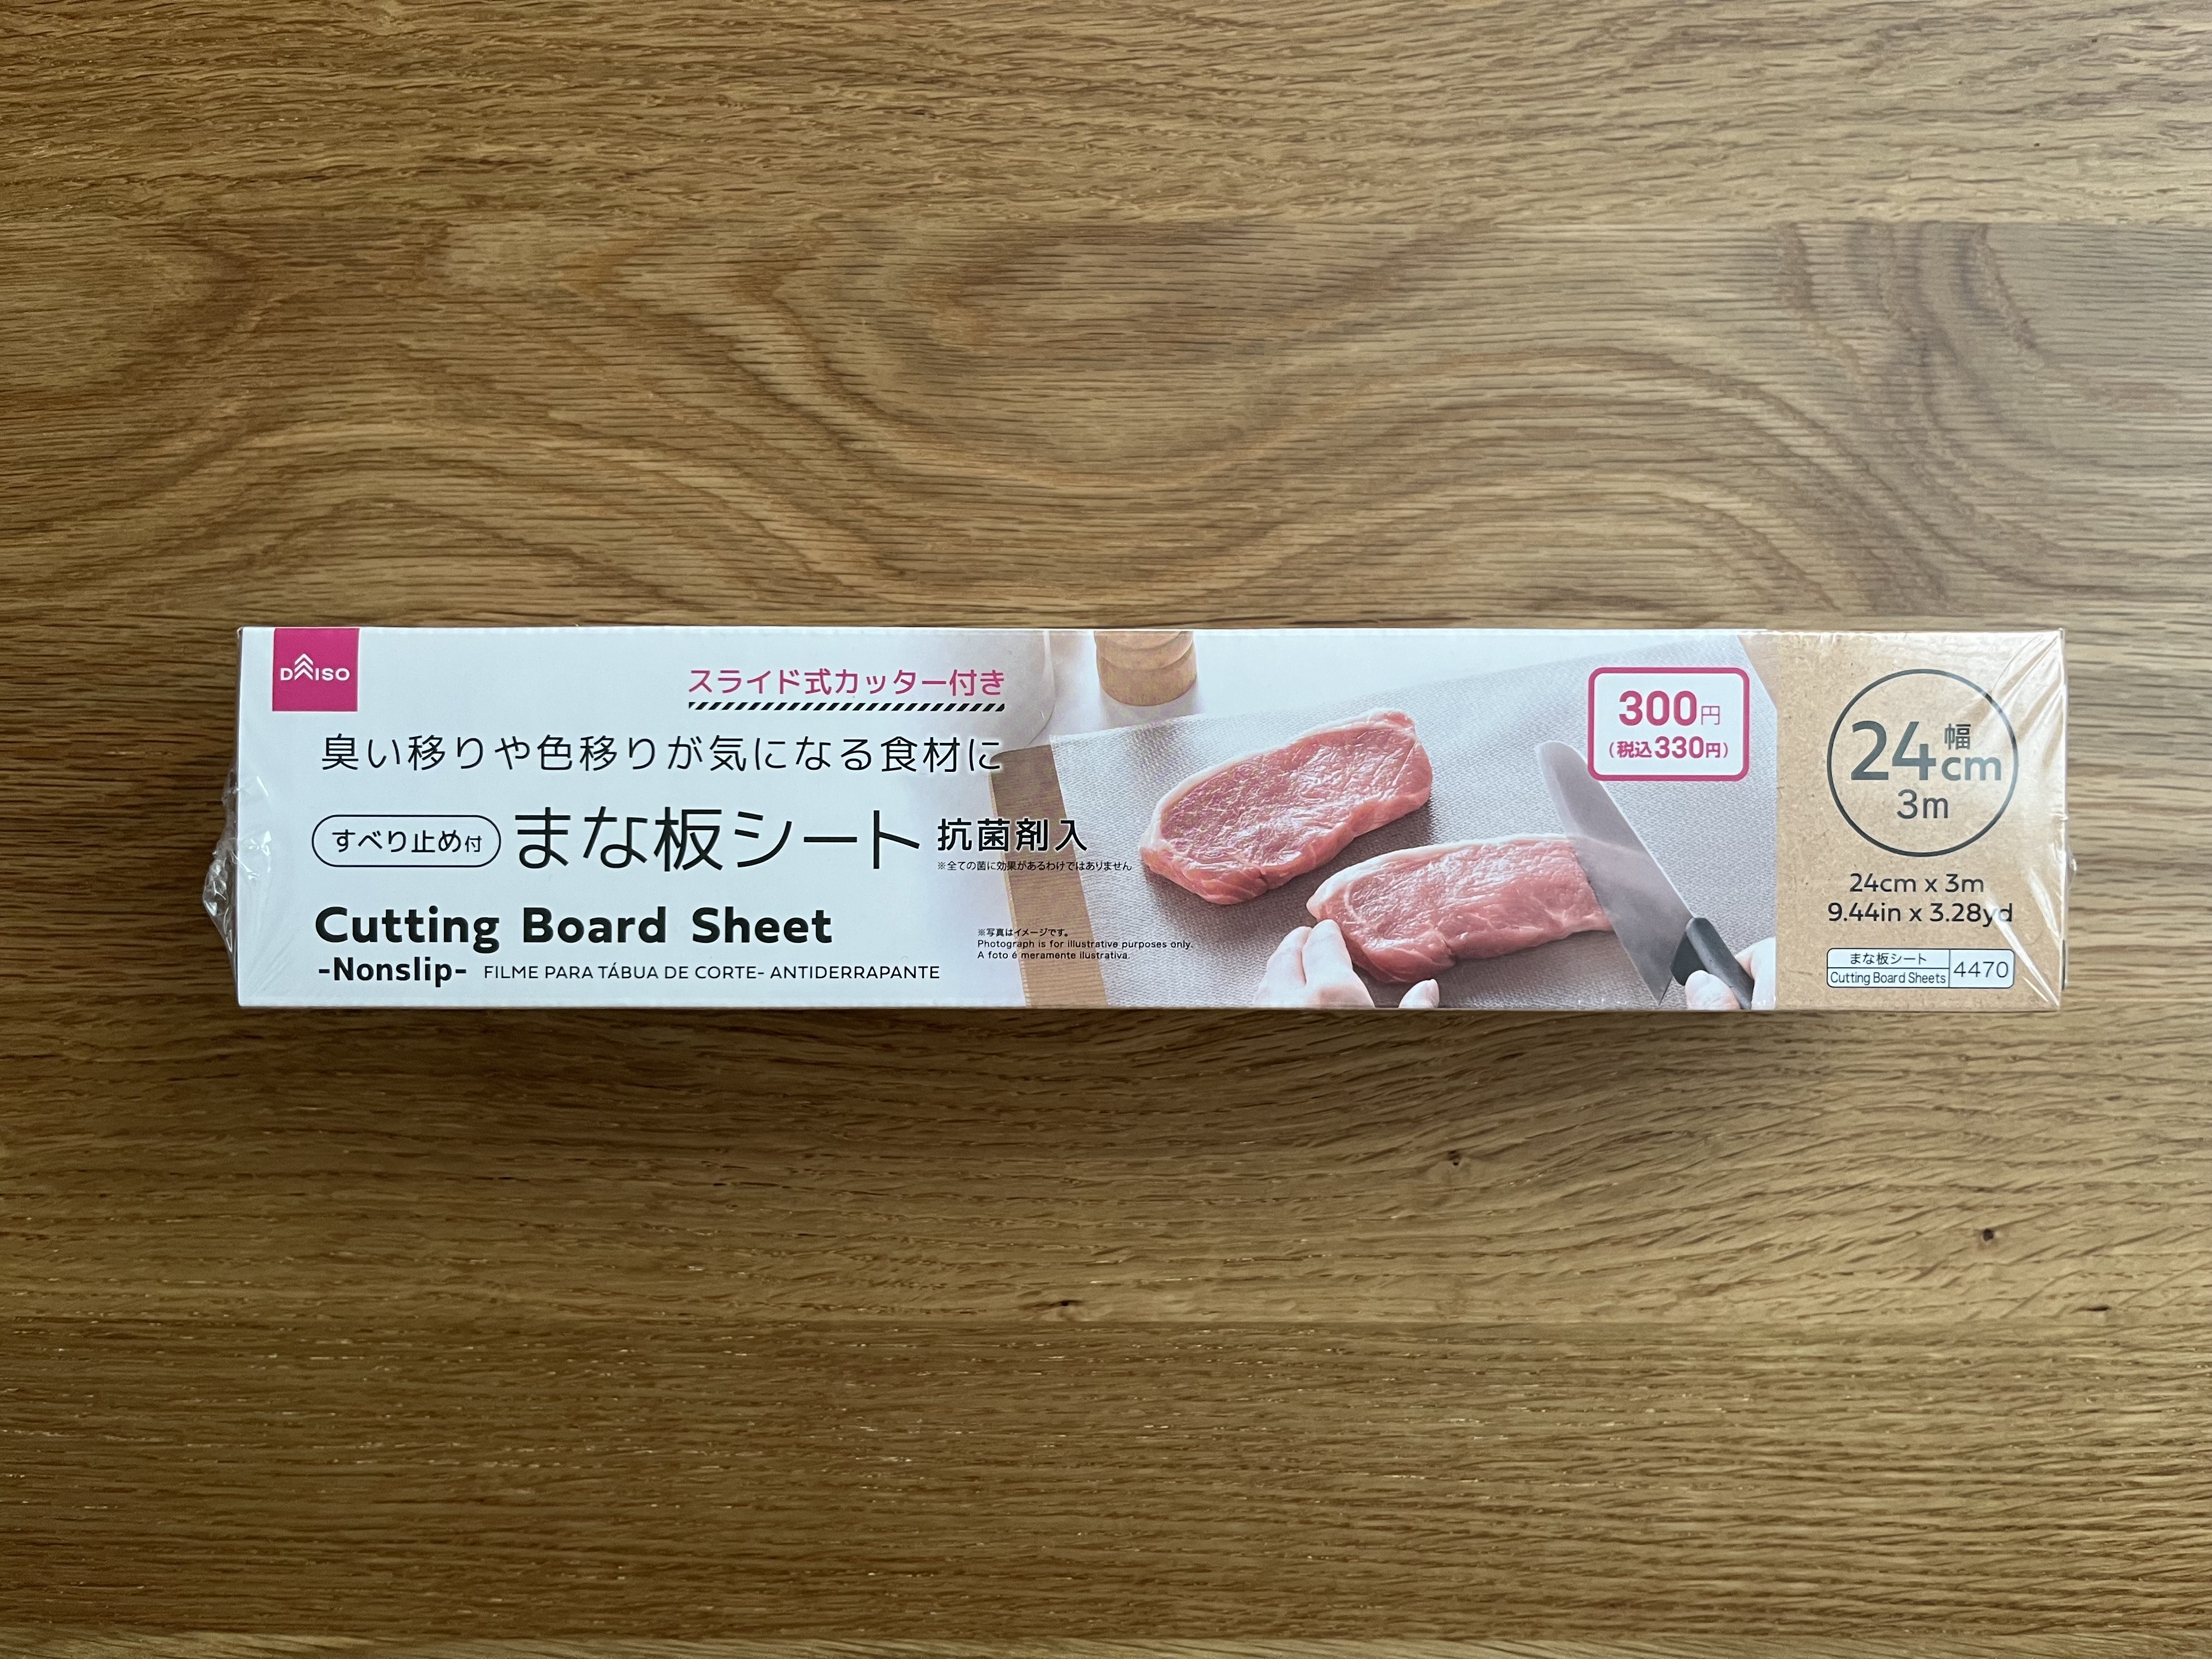 DAISO
スライド式カッター付き
臭い移りや色移りが気になる食材に
すべり止め付 まな板シート 抗菌剤入
※全ての菌に効果があるわけではありません
Cutting Board Sheet
-Nonslip- FILME PARA TÁBUA DE CORTE- ANTIDERRAPANTE
※写真はイメージです。
Photograph is for illustrative purposes only.
A foto é meramente ilustrativa.
300円
(税込330円)
24幅cm
3m
24cm x 3m
9.44in x 3.28yd
まな板シート
Cutting Board Sheets 4470